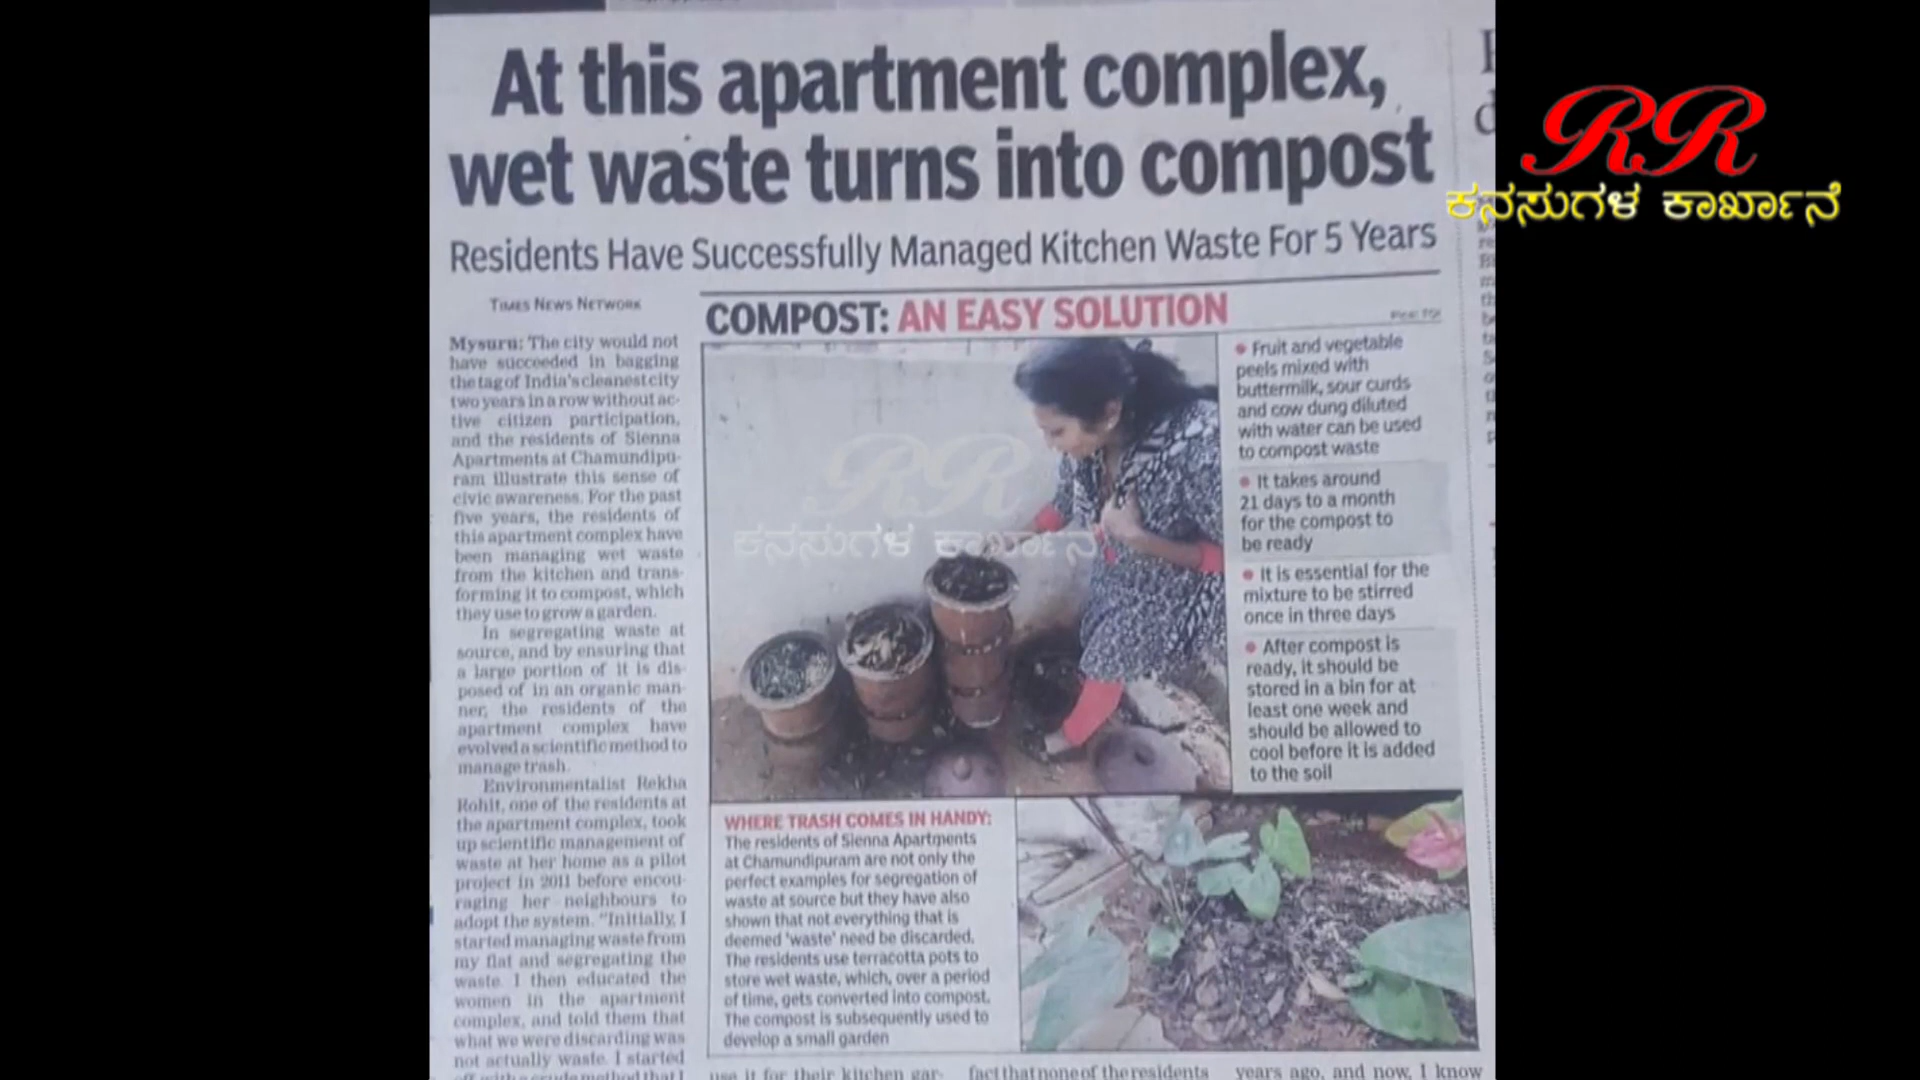 At this apartment complex,
wet waste turns into compost
Residents Have Successfully Managed Kitchen Waste For 5 Years
TIMES NEWS NETWORK
Mysuru: The city would not
have succeeded in bagging
the tag of India's cleanest city
two years in a row without ac-
tive citizen participation,
and the residents of Sienna
Apartments at Chamundipu-
ram illustrate this sense of
civic awareness. For the past
five years, the residents of
this apartment complex have
been managing wet waste
from the kitchen and trans-
forming it to compost, which
they use to grow a garden.
In segregating waste at
source, and by ensuring that
a large portion of it is dis-
posed of in an organic man-
ner, the residents of the
apartment complex have
evolved a scientific method to
manage trash.
Environmentalist Rekha
Rohit, one of the residents at
the apartment complex, took
up scientific management of
waste at her home as a pilot
project in 2011 before encou-
raging her neighbours to
adopt the system. "Initially, I
started managing waste from
my flat and segregating the
waste. I then educated the
women in the apartment
complex, and told them that
what we were discarding was
not actually waste. I started
COMPOST: AN EASY SOLUTION
• Fruit and vegetable
peels mixed with
buttermilk, sour curds
and cow dung diluted
with water can be used
to compost waste
• It takes around
21 days to a month
for the compost to
be ready
• It is essential for the
mixture to be stirred
once in three days
• After compost is
ready, it should be
stored in a bin for at
least one week and
should be allowed to
cool before it is added
to the soil
WHERE TRASH COMES IN HANDY:
The residents of Sienna Apartments
at Chamundipuram are not only the
perfect examples for segregation of
waste at source but they have also
shown that not everything that is
deemed 'waste' need be discarded.
The residents use terracotta pots to
store wet waste, which, over a period
of time, gets converted into compost.
The compost is subsequently used to
develop a small garden
use it for their kitchen gar-
fact that none of the residents
years ago, and now, I know
RR
ಕನಸುಗಳ ಕಾರ್ಖಾನೆ
RR
ಕನಸುಗಳ ಕಾರ್ಖಾನೆ